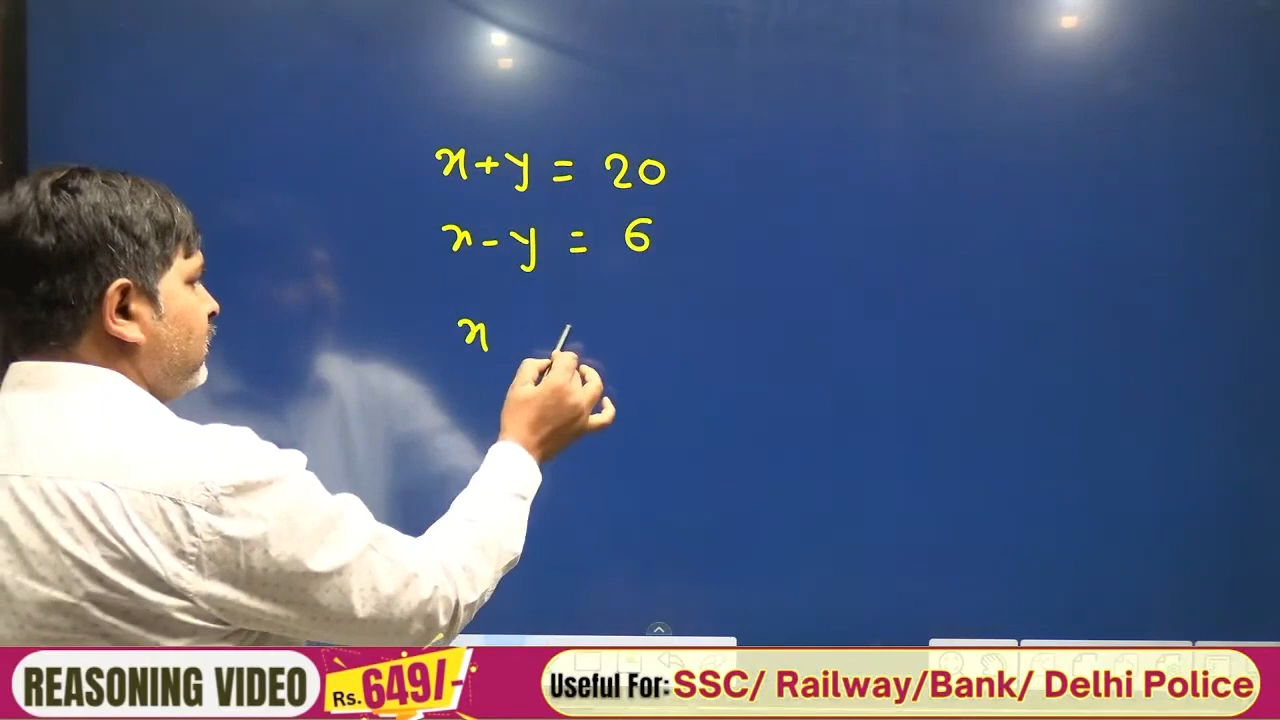 x+y = 20
x-y = 6
x
REASONING VIDEO Rs. 649/- Useful For: SSC/ Railway/Bank/ Delhi Police